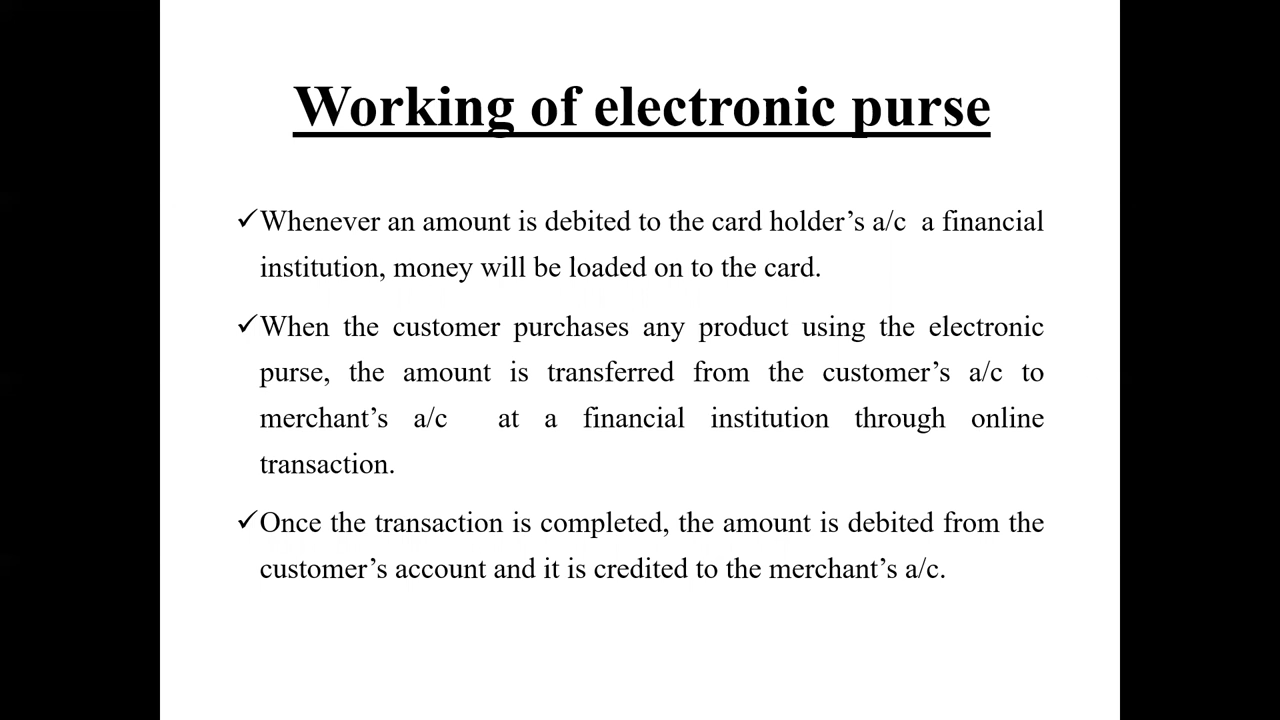 Working of electronic purse
✓Whenever an amount is debited to the card holder’s a/c  a financial
institution, money will be loaded on to the card.
✓When the customer purchases any product using the electronic
purse, the amount is transferred from the customer’s a/c to
merchant’s a/c  at a financial institution through online
transaction.
✓Once the transaction is completed, the amount is debited from the
customer’s account and it is credited to the merchant’s a/c.